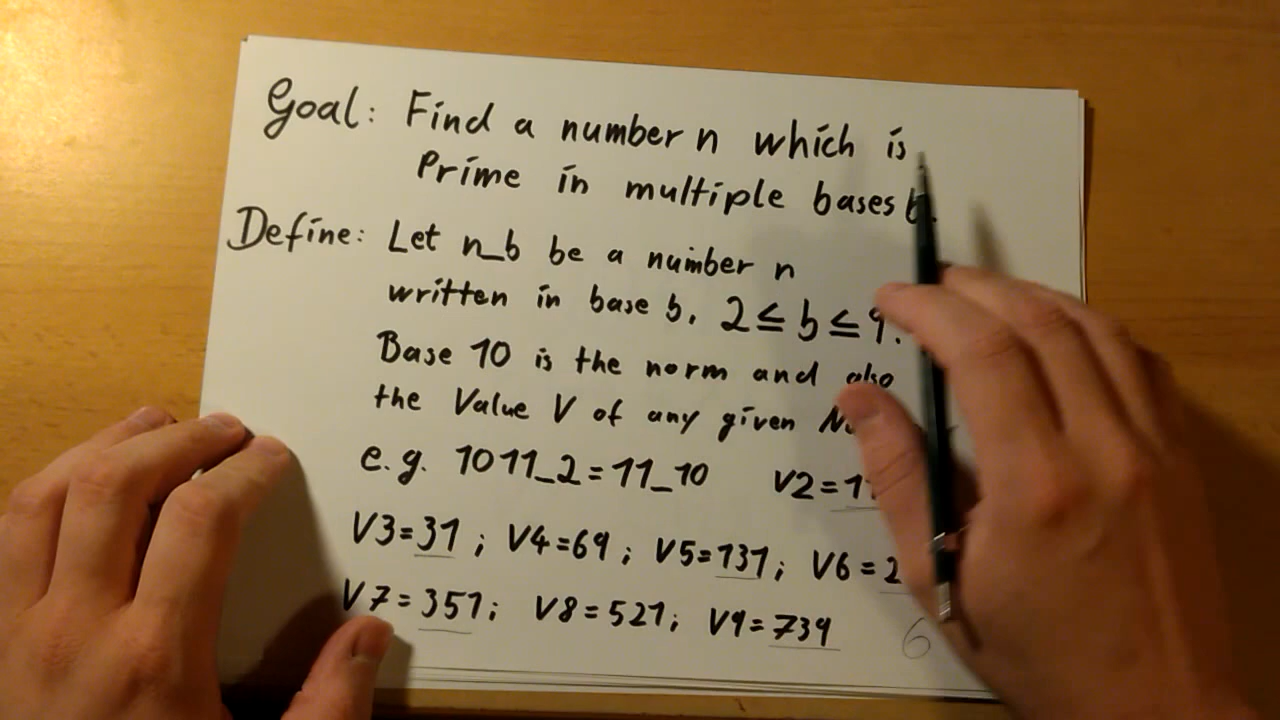 Goal: Find a number n which is
Prime in multiple bases b.
Define: Let n_b be a number n
written in base b. 2 ≤ b ≤ 9.
Base 10 is the norm and also
the Value V of any given
e.g. 1011_2 = 11_10 V2=11
V3=31; V4=69; V5=131; V6=2
V7=351; V8=521; V9=739 6